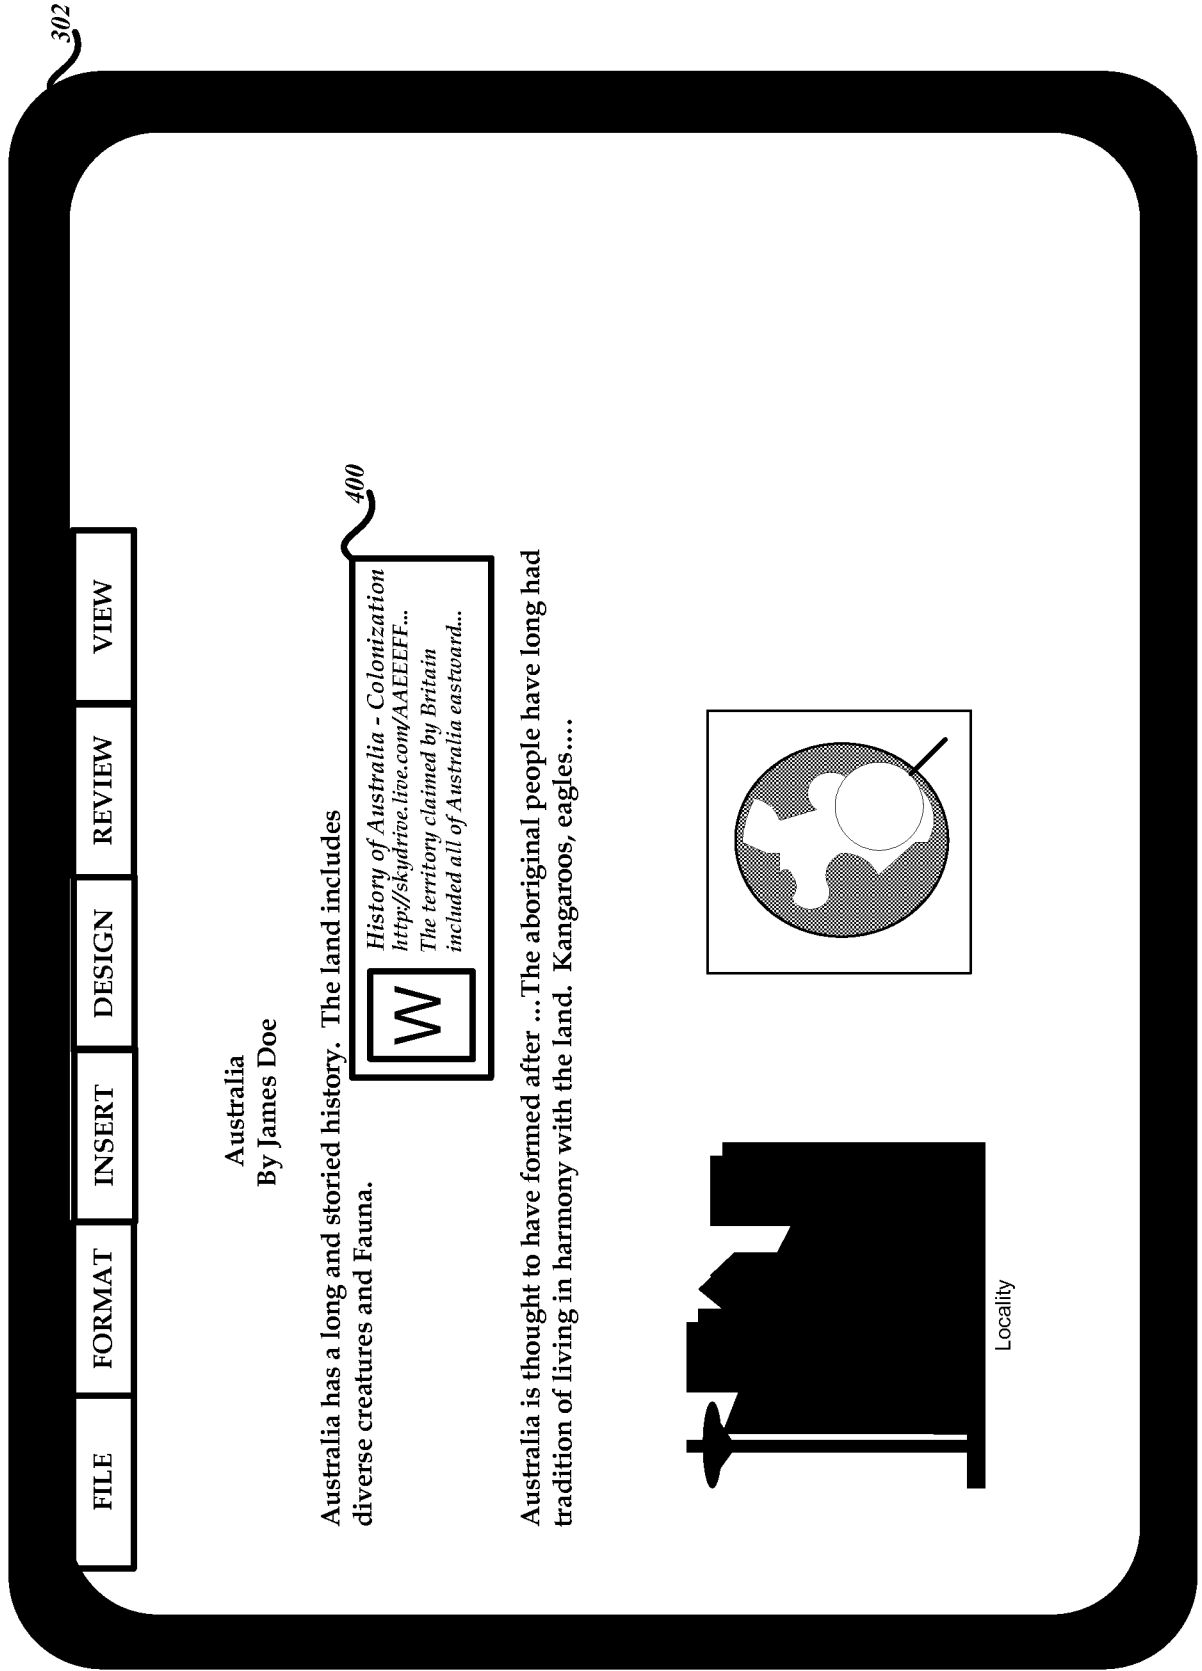 302
FILE FORMAT INSERT DESIGN REVIEW VIEW
Australia
By James Doe
Australia has a long and storied history. The land includes
diverse creatures and Fauna.
400
W
History of Australia - Colonization
http://skydrive.live.com/AAEEEFF...
The territory claimed by Britain
included all of Australia eastward...
Australia is thought to have formed after ...The aboriginal people have long had
tradition of living in harmony with the land. Kangaroos, eagles....
Locality